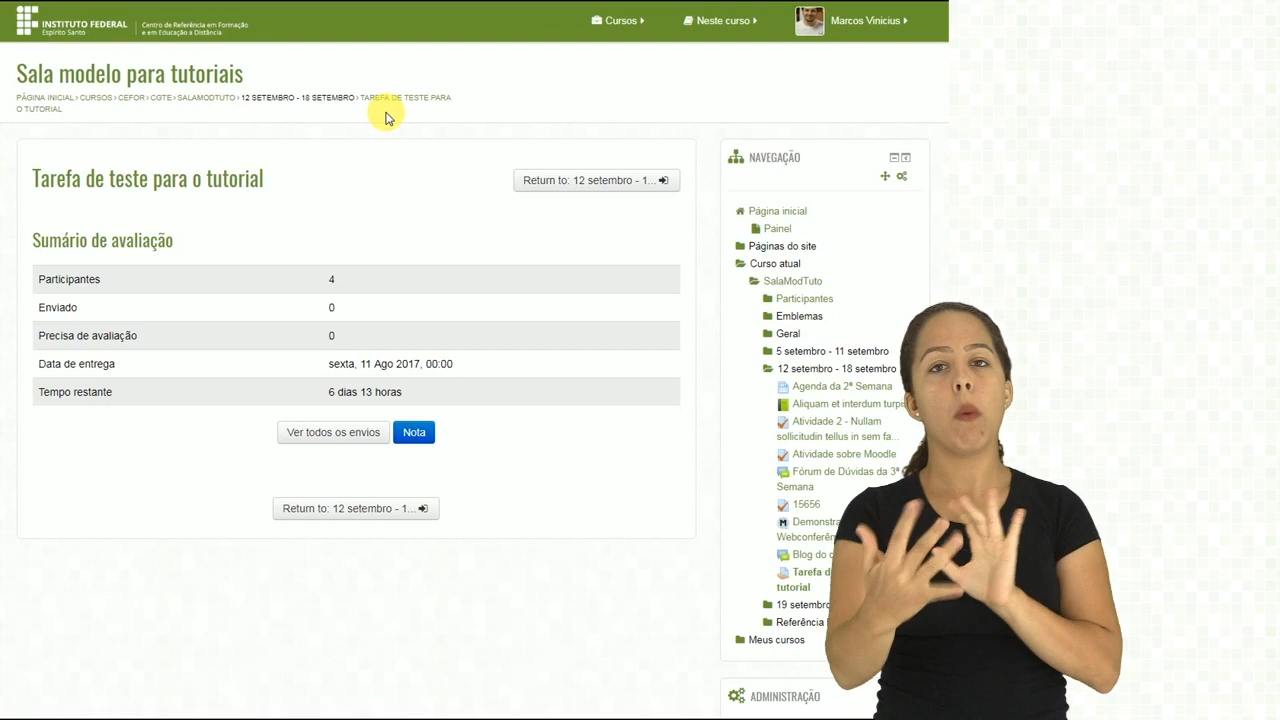 INSTITUTO FEDERAL
Espírito Santo
Centro de Referência em Formação
e em Educação a Distância
Cursos
Neste curso
Marcos Vinicius
Sala modelo para tutoriais
PÁGINA INICIAL › CURSOS › CEFOR › CGTE › SALAMODTUTO › 12 SETEMBRO - 18 SETEMBRO › TAREFA DE TESTE PARA
O TUTORIAL
Tarefa de teste para o tutorial
Return to: 12 setembro - 1...
Sumário de avaliação
Participantes 4
Enviado 0
Precisa de avaliação 0
Data de entrega sexta, 11 Ago 2017, 00:00
Tempo restante 6 dias 13 horas
Ver todos os envios
Nota
Return to: 12 setembro - 1...
NAVEGAÇÃO
Página inicial
Painel
Páginas do site
Curso atual
SalaModTuto
Participantes
Emblemas
Geral
5 setembro - 11 setembro
12 setembro - 18 setembro
Agenda da 2ª Semana
Aliquam et interdum turpi
Atividade 2 - Nullam
sollicitudin tellus in sem fa...
Atividade sobre Moodle
Fórum de Dúvidas da 3ª
Semana
15656
Demonstra
Webconferên
Blog do
Tarefa d
tutorial
19 setembro
Referência
Meus cursos
ADMINISTRAÇÃO